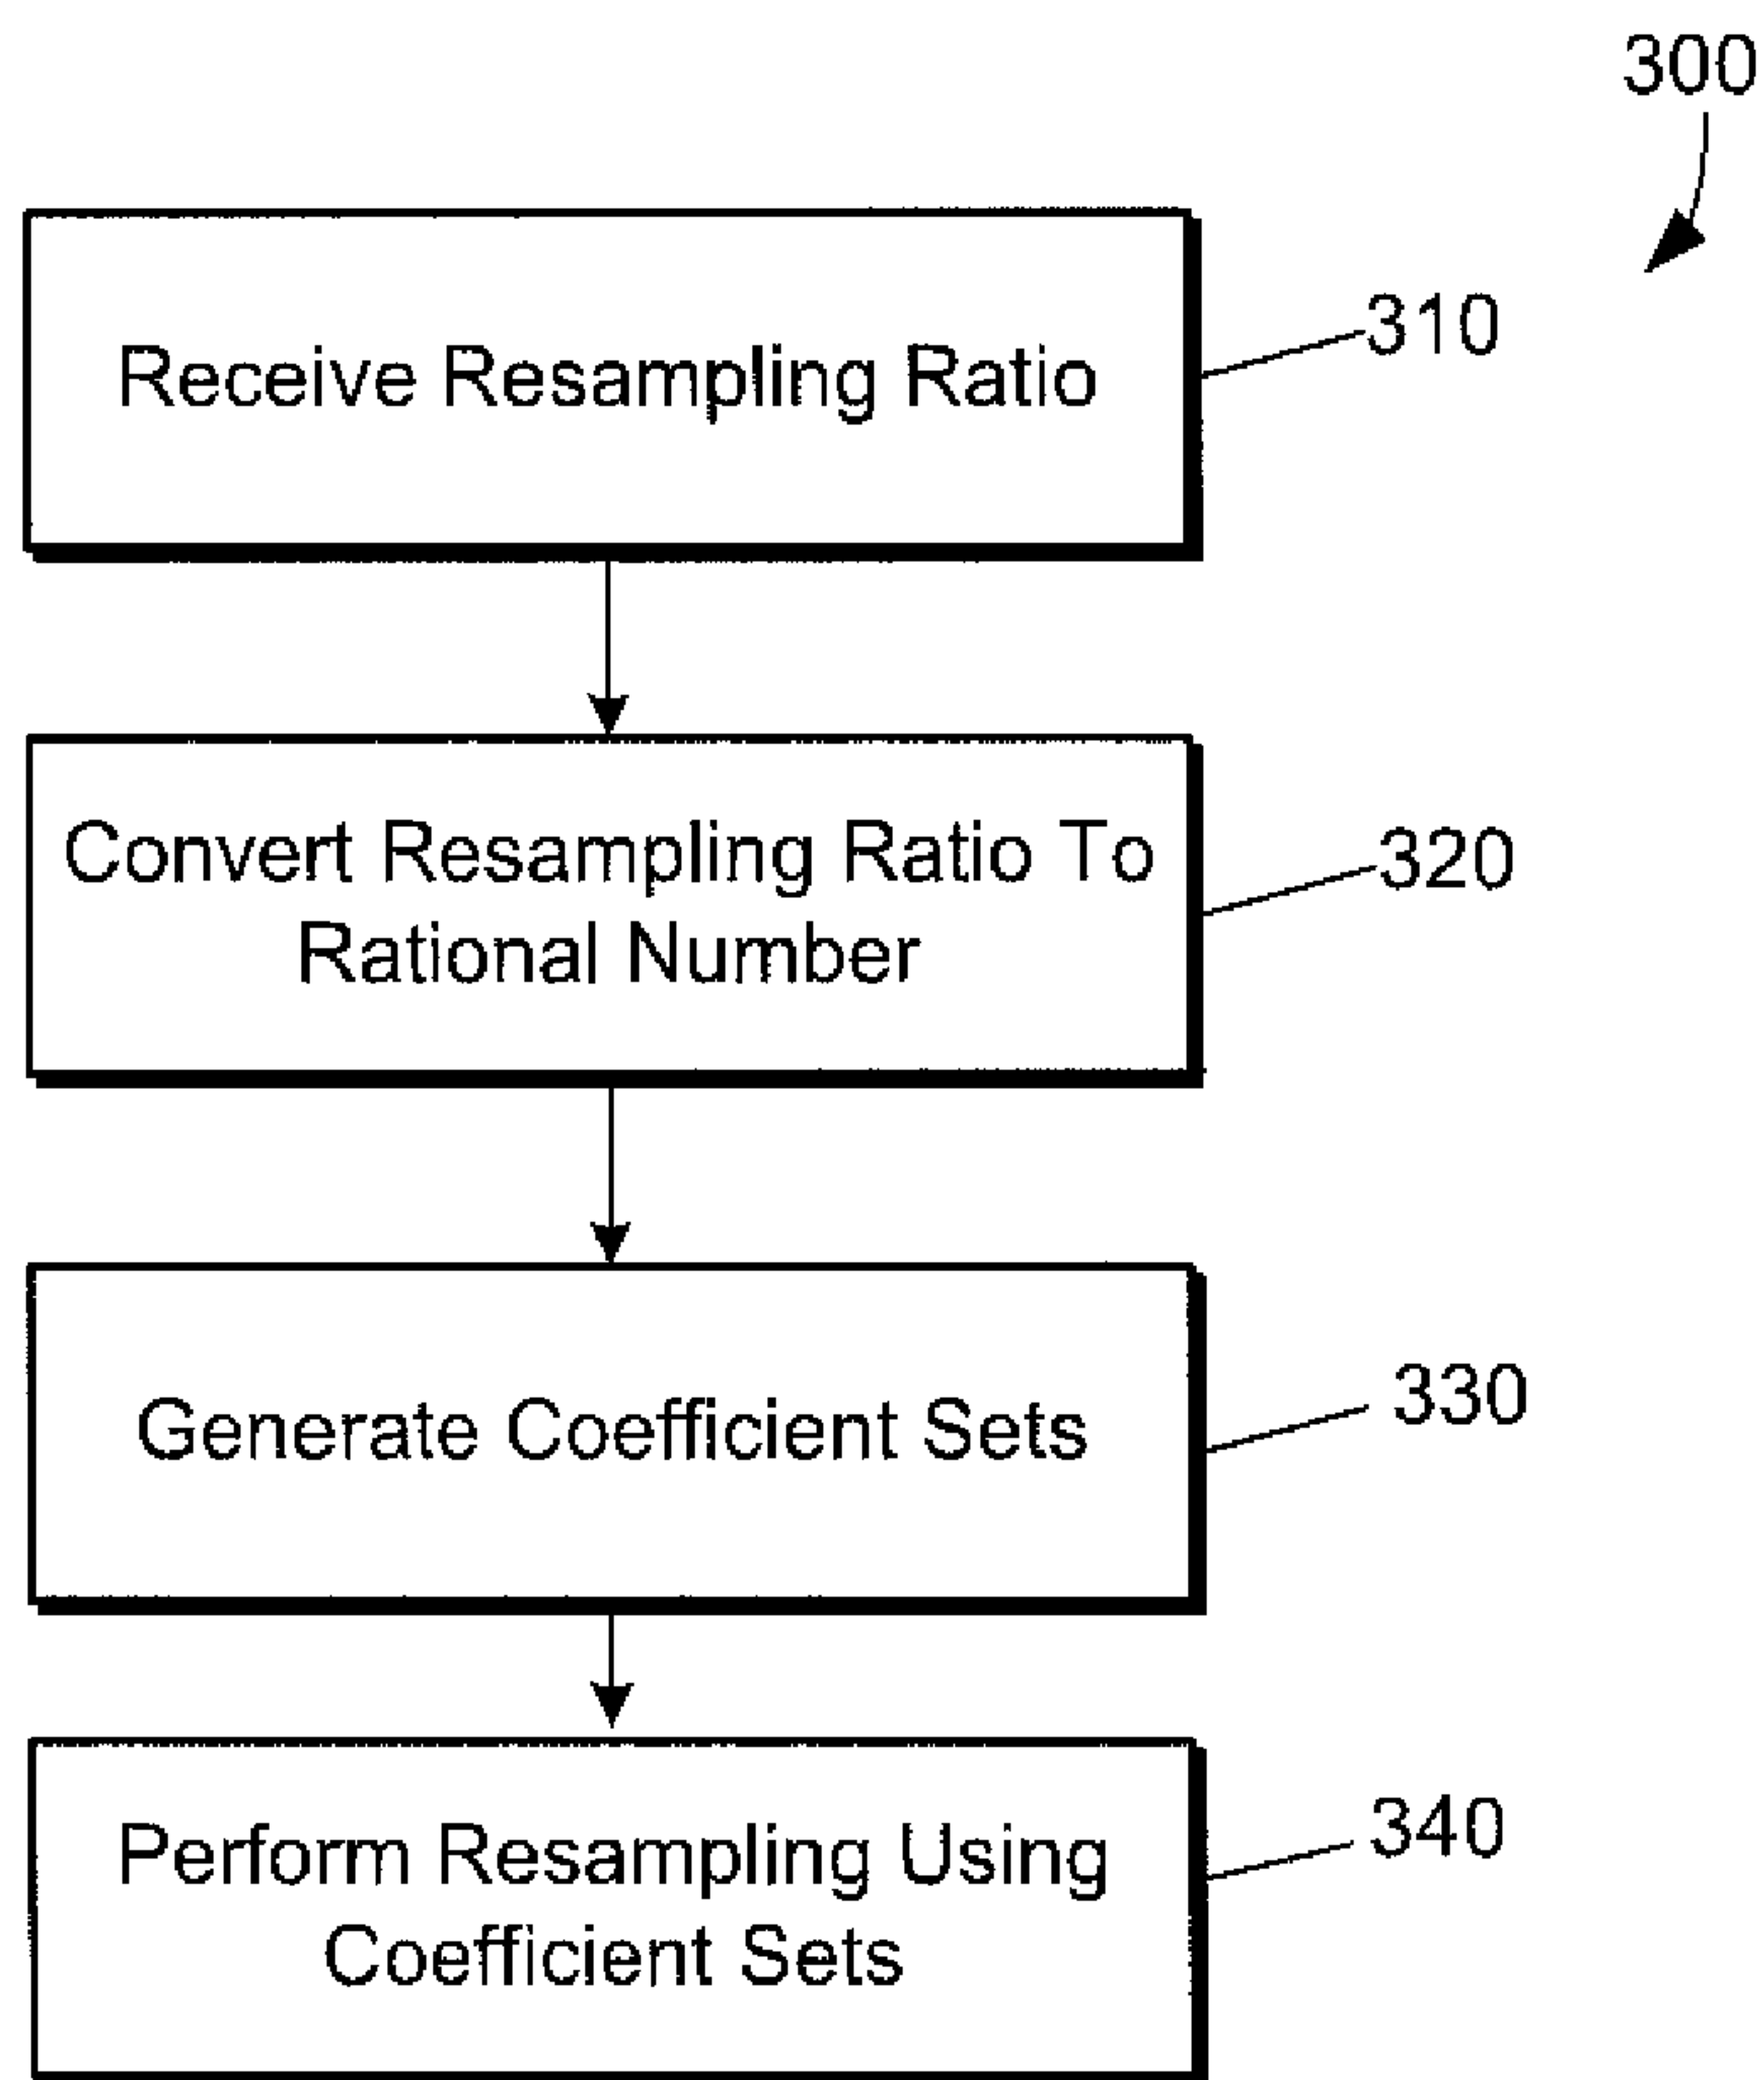 300
Receive Resampling Ratio
310
Convert Resampling Ratio To
Rational Number
320
Generate Coefficient Sets
330
Perform Resampling Using
Coefficient Sets
340